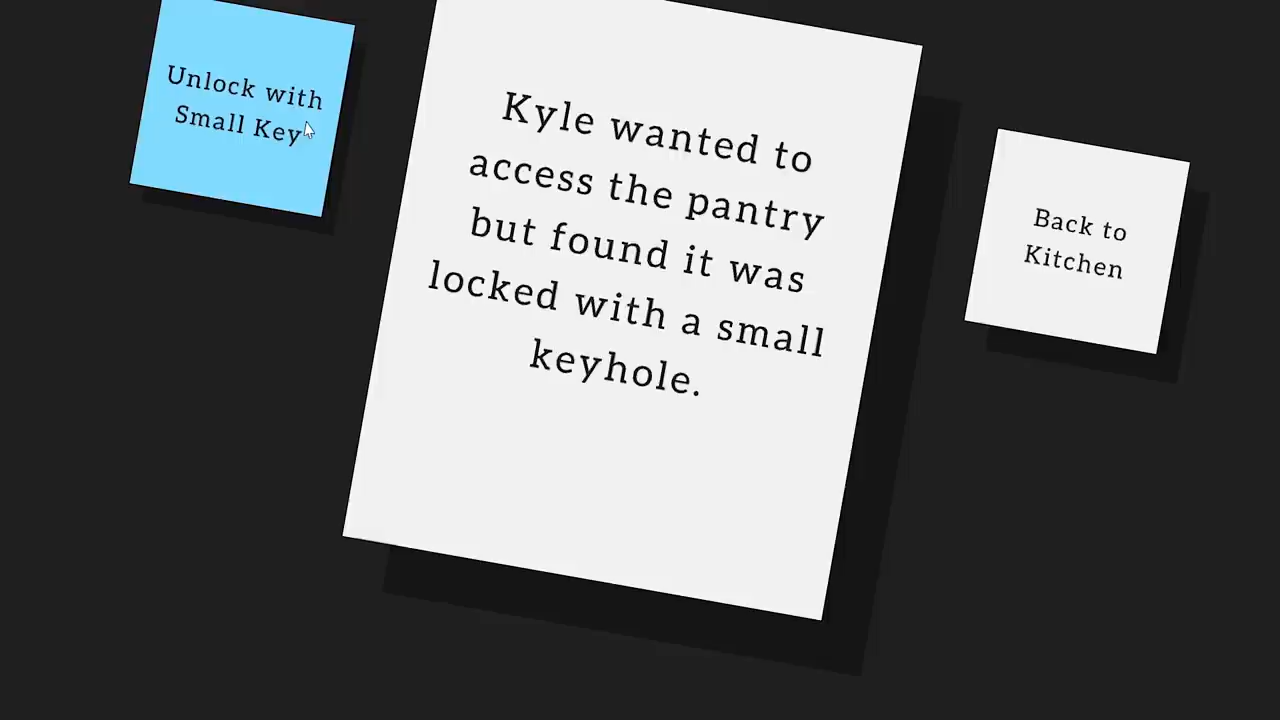 Unlock with
Small Key
Kyle wanted to
access the pantry
but found it was
locked with a small
keyhole.
Back to
Kitchen